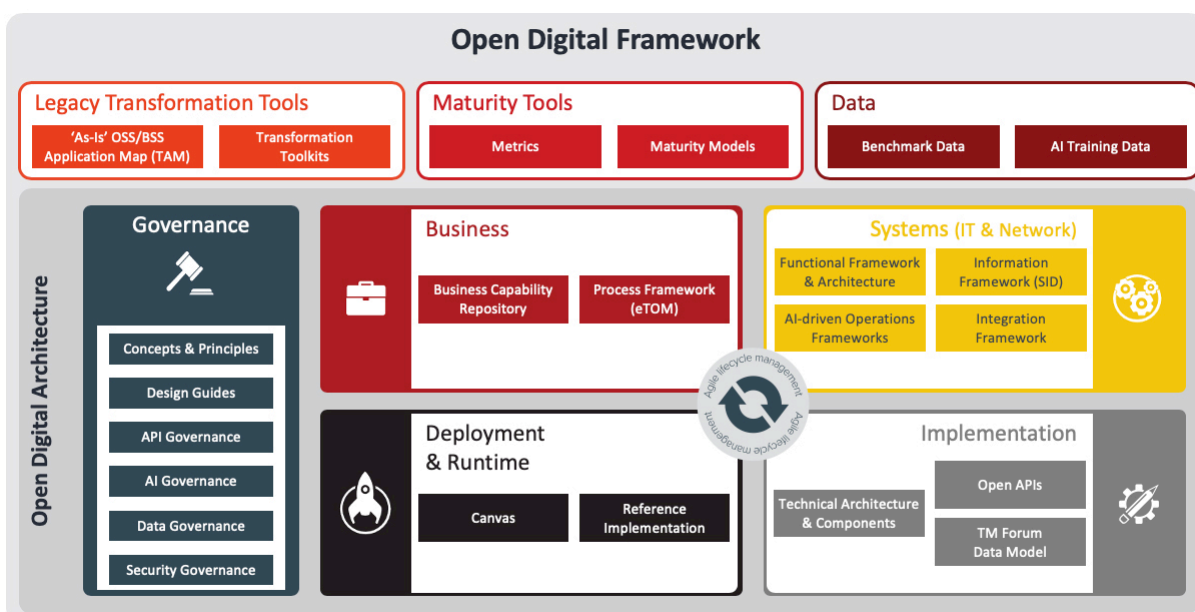 Open Digital Framework
Legacy Transformation Tools
'As-Is' OSS/BSS
Application Map (TAM)
Transformation
Toolkits
Maturity Tools
Metrics
Maturity Models
Data
Benchmark Data
AI Training Data
Open Digital Architecture
Governance
Concepts & Principles
Design Guides
API Governance
AI Governance
Data Governance
Security Governance
Business
Business Capability
Repository
Process Framework
(eTOM)
Systems (IT & Network)
Functional Framework
& Architecture
Information
Framework (SID)
AI-driven Operations
Frameworks
Integration
Framework
Agile lifecycle management
Agile lifecycle management
Deployment
& Runtime
Canvas
Reference
Implementation
Implementation
Technical Architecture
& Components
Open APIs
TM Forum
Data Model